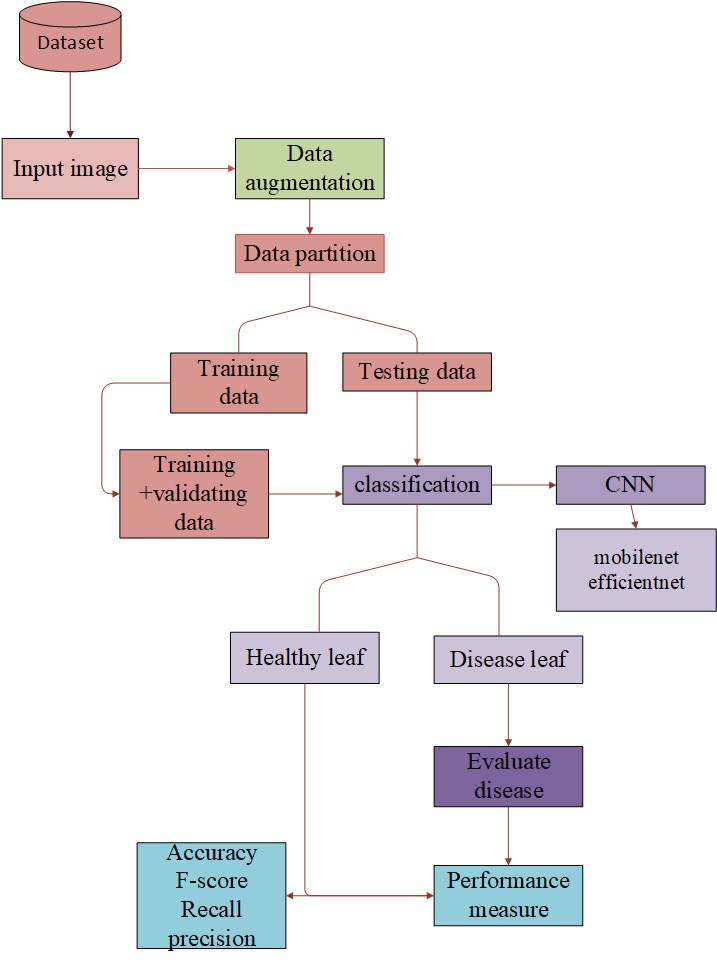 Dataset
Input image
Data
augmentation
Data partition
Training
data
Testing data
Training
+validating
data
classification
CNN
mobilenet
efficientnet
Healthy leaf
Disease leaf
Evaluate
disease
Accuracy
F-score
Recall
precision
Performance
measure